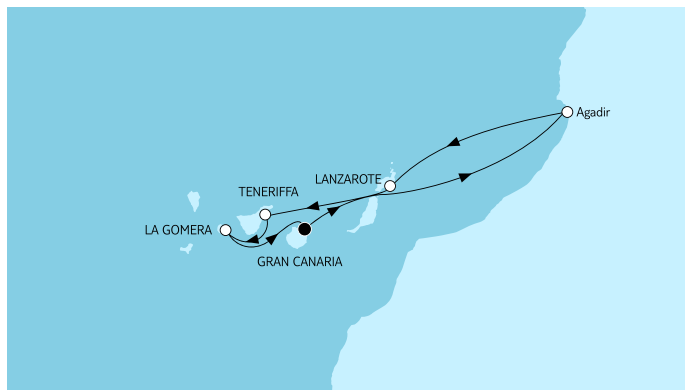 Agadir
LANZAROTE
TENERIFFA
LA GOMERA
GRAN CANARIA